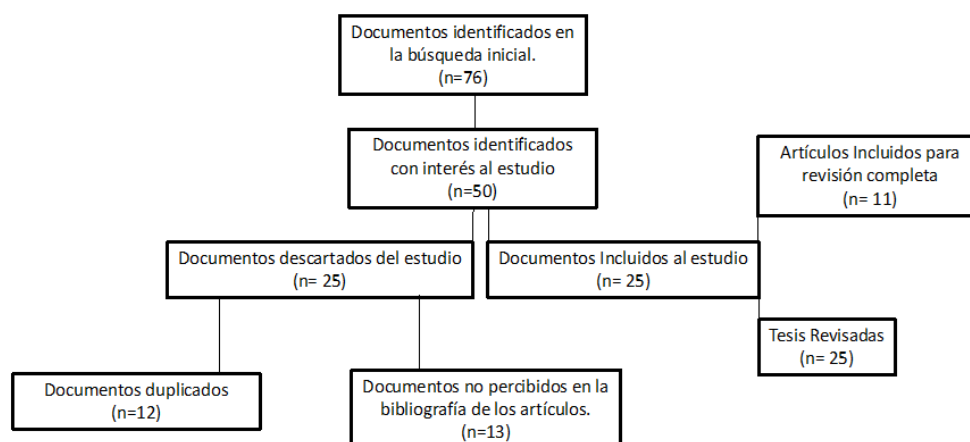 Documentos identificados en
la búsqueda inicial.
(n=76)
Documentos identificados
con interés al estudio
(n=50)
Artículos Incluidos para
revisión completa
(n= 11)
Documentos descartados del estudio
(n= 25)
Documentos Incluidos al estudio
(n= 25)
Tesis Revisadas
(n= 25)
Documentos duplicados
(n=12)
Documentos no percibidos en la
bibliografía de los artículos.
(n=13)